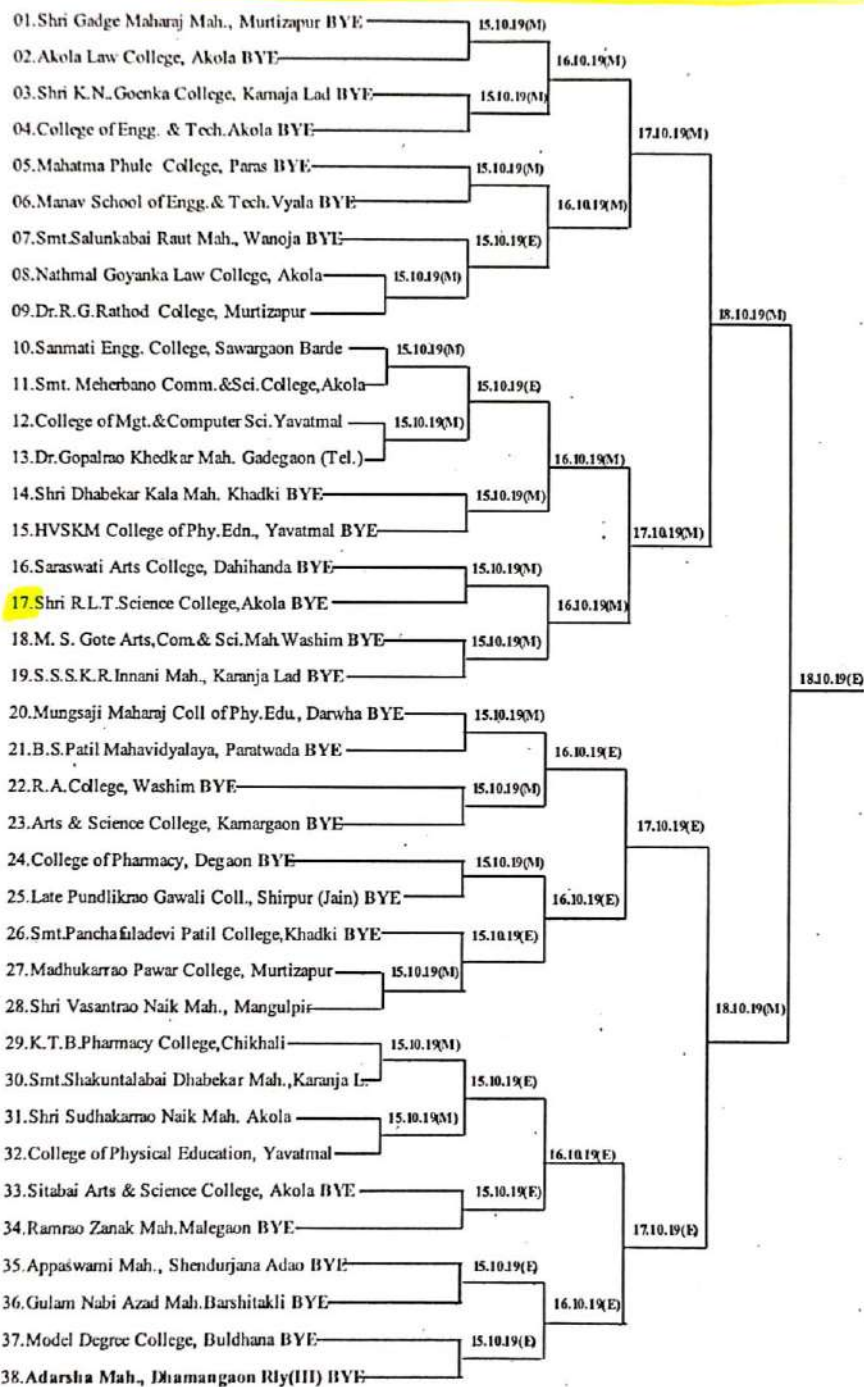 01.Shri Gadge Maharaj Mah., Murtizapur BYE
15.10.19(M)
02.Akola Law College, Akola BYE
16.10.19(M)
03.Shri K.N..Goenka College, Karnaja Lad BYE
15.10.19(M)
04.College of Engg. & Tech.Akola BYE
17.10.19(M)
05.Mahatma Phule College, Paras BYE
15.10.19(M)
06.Manav School of Engg.& Tech.Vyala BYE
16.10.19(M)
07.Smt.Salunkabai Raut Mah., Wanoja BYE
15.10.19(E)
08.Nathmal Goyanka Law College, Akola
15.10.19(M)
09.Dr.R.G.Rathod College, Murtizapur
18.10.19(M)
10.Sanmati Engg. College, Sawargaon Barde
15.10.19(M)
11.Smt. Meherbano Comm.&Sci.College,Akola
15.10.19(E)
12.College of Mgt.&Computer Sci.Yavatmal
15.10.19(M)
13.Dr.Gopalrao Khedkar Mah. Gadegaon (Tel.)
16.10.19(M)
14.Shri Dhabekar Kala Mah. Khadki BYE
15.10.19(M)
15.HVSKM College of Phy.Edn., Yavatmal BYE
17.10.19(M)
16.Saraswati Arts College, Dahihanda BYE
15.10.19(M)
17.Shri R.L.T.Science College,Akola BYE
16.10.19(M)
18.M. S. Gote Arts,Com.& Sci.Mah.Washim BYE
15.10.19(M)
19.S.S.S.K.R.Innani Mah., Karanja Lad BYE
18.10.19(E)
20.Mungsaji Maharaj Coll of Phy.Edu, Darwha BYE
15.10.19(M)
21.B.S.Patil Mahavidyalaya, Paratwada BYE
16.10.19(E)
22.R.A.College, Washim BYE
15.10.19(M)
23.Arts & Science College, Kamargaon BYE
17.10.19(E)
24.College of Pharmacy, Degaon BYE
15.10.19(M)
25.Late Pundlikrao Gawali Coll., Shirpur (Jain) BYE
16.10.19(E)
26.Smt.Panchafuladevi Patil College,Khadki BYE
15.10.19(E)
27.Madhukarrao Pawar College, Murtizapur
15.10.19(M)
28.Shri Vasantrao Naik Mah., Mangulpir
18.10.19(M)
29.K.T.B.Pharmacy College,Chikhali
15.10.19(M)
30.Smt.Shakuntalabai Dhabekar Mah.,Karanja L.
15.10.19(E)
31.Shri Sudhakarrao Naik Mah. Akola
15.10.19(M)
32.College of Physical Education, Yavatmal
16.10.19(E)
33.Sitabai Arts & Science College, Akola BYE
15.10.19(E)
34.Ramrao Zanak Mah.Malegaon BYE
17.10.19(E)
35.Appaswami Mah., Shendurjana Adao BYE
15.10.19(E)
36.Gulam Nabi Azad Mah.Barshitakli BYE
16.10.19(E)
37.Model Degree College, Buldhana BYE
15.10.19(E)
38.Adarsha Mah., Dhamangaon Rly(III) BYE